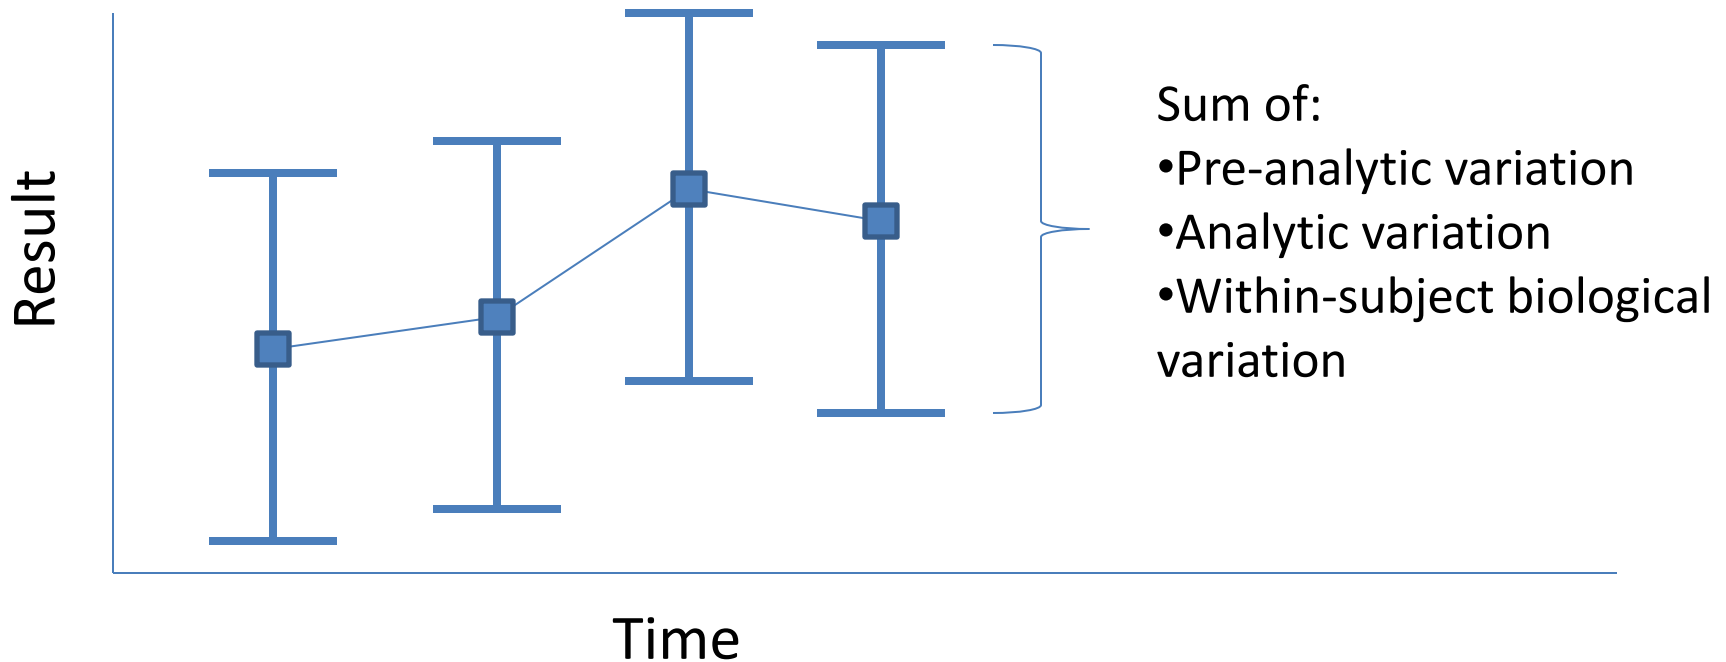 Result
Sum of:
•Pre-analytic variation
•Analytic variation
•Within-subject biological
variation
Time